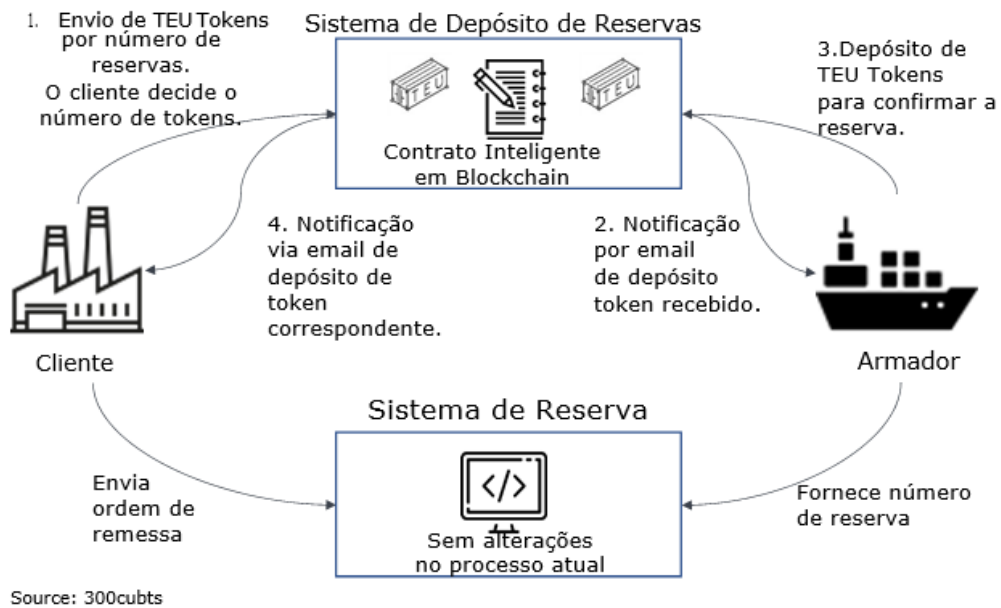 1. Envio de TEU Tokens
por número de
reservas.
O cliente decide o
número de tokens.
Sistema de Depósito de Reservas
TEU
TEU
Contrato Inteligente
em Blockchain
3.Depósito de
TEU Tokens
para confirmar a
reserva.
4. Notificação
via email de
depósito de
token
correspondente.
2. Notificação
por email
de depósito
token recebido.
Cliente
Armador
Sistema de Reserva
</>
Sem alterações
no processo atual
Envia
ordem de
remessa
Fornece número
de reserva
Source: 300cubts